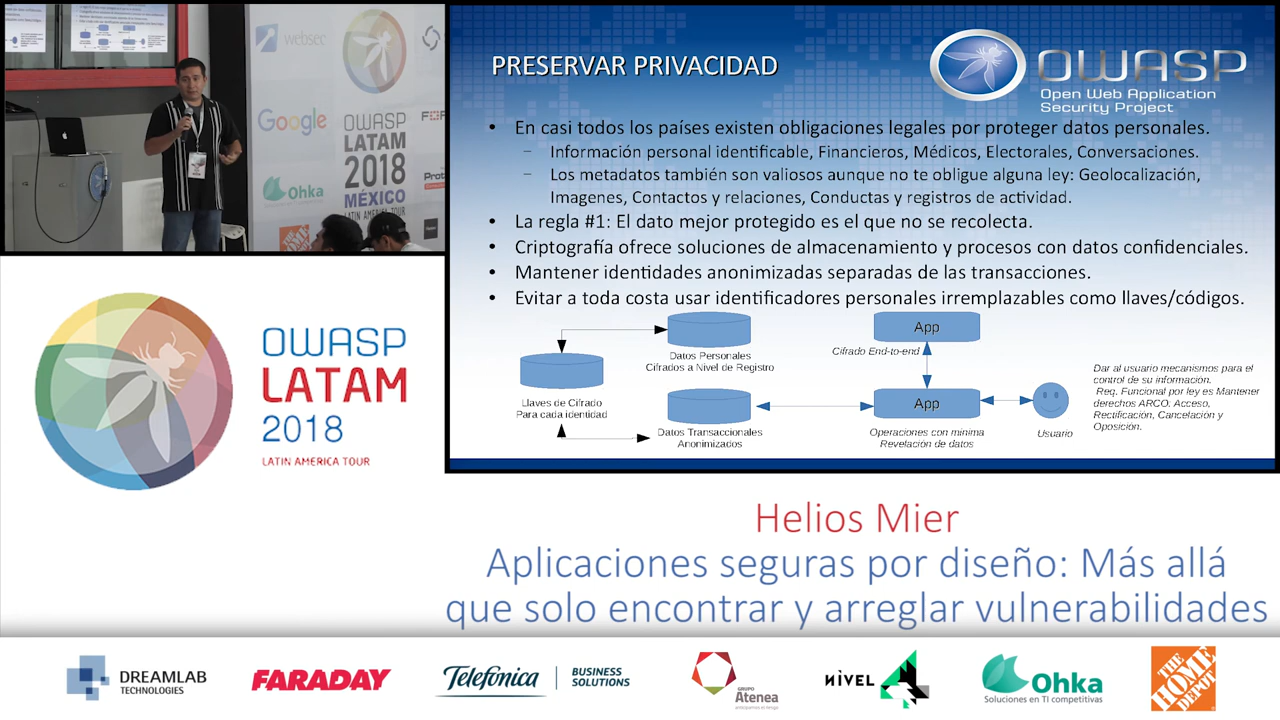 websec
Google
OWASP
LATAM
2018
MÉXICO
LATIN AMERICA TOUR
Ohka
PRESERVAR PRIVACIDAD
OWASP
Open Web Application
Security Project
• En casi todos los países existen obligaciones legales por proteger datos personales.
– Información personal identificable, Financieros, Médicos, Electorales, Conversaciones.
– Los metadatos también son valiosos aunque no te obligue alguna ley: Geolocalización,
Imagenes, Contactos y relaciones, Conductas y registros de actividad.
• La regla #1: El dato mejor protegido es el que no se recolecta.
• Criptografía ofrece soluciones de almacenamiento y procesos con datos confidenciales.
• Mantener identidades anonimizadas separadas de las transacciones.
• Evitar a toda costa usar identificadores personales irremplazables como llaves/códigos.
App
Datos Personales
Cifrados a Nivel de Registro
Cifrado End-to-end
Llaves de Cifrado
Para cada identidad
Datos Transaccionales
Anonimizados
App
Operaciones con mínima
Revelación de datos
Usuario
Dar al usuario mecanismos para el
control de su información.
Req. Funcional por ley es Mantener
derechos ARCO: Acceso,
Rectificación, Cancelación y
Oposición.
OWASP
LATAM
2018
LATIN AMERICA TOUR
Helios Mier
Aplicaciones seguras por diseño: Más allá
que solo encontrar y arreglar vulnerabilidades
DREAMLAB
TECHNOLOGIES
FARADAY
Telefónica
BUSINESS
SOLUTIONS
GRUPO
Atenea
NIVEL 4
Ohka
Soluciones en TI competitivas
THE
HOME
DEPOT